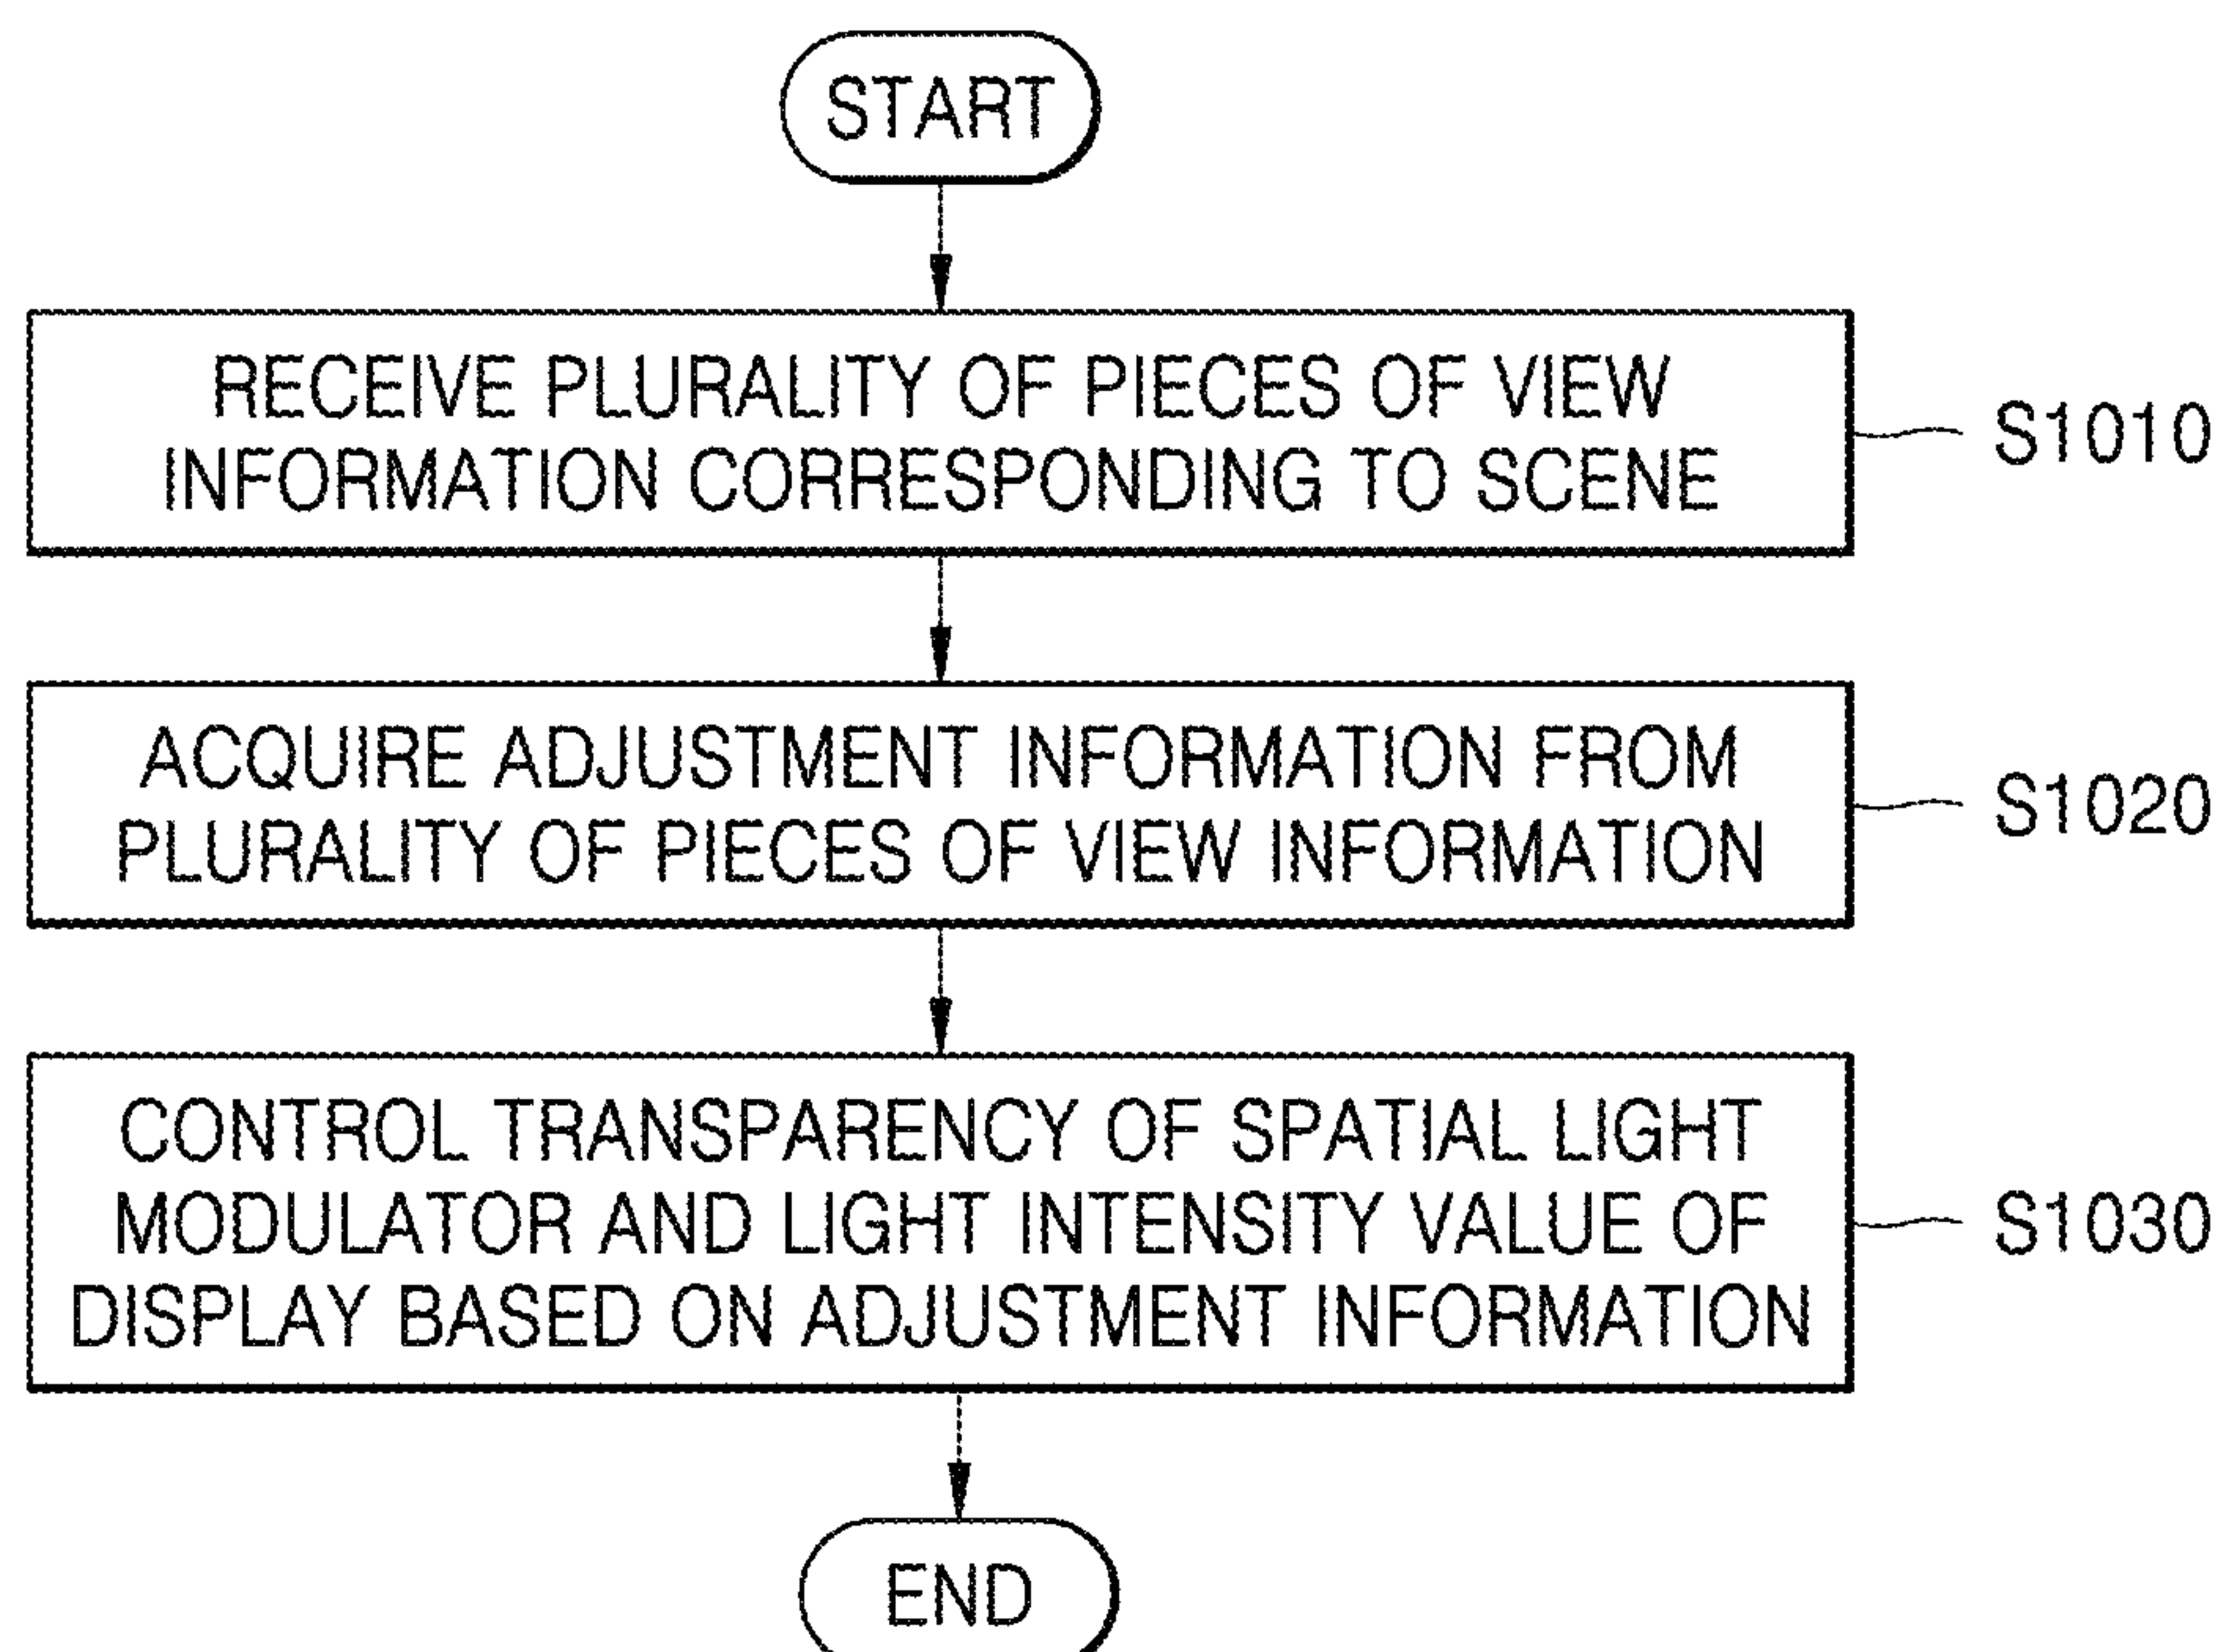 START
RECEIVE PLURALITY OF PIECES OF VIEW
INFORMATION CORRESPONDING TO SCENE
S1010
ACQUIRE ADJUSTMENT INFORMATION FROM
PLURALITY OF PIECES OF VIEW INFORMATION
S1020
CONTROL TRANSPARENCY OF SPATIAL LIGHT
MODULATOR AND LIGHT INTENSITY VALUE OF
DISPLAY BASED ON ADJUSTMENT INFORMATION
S1030
END